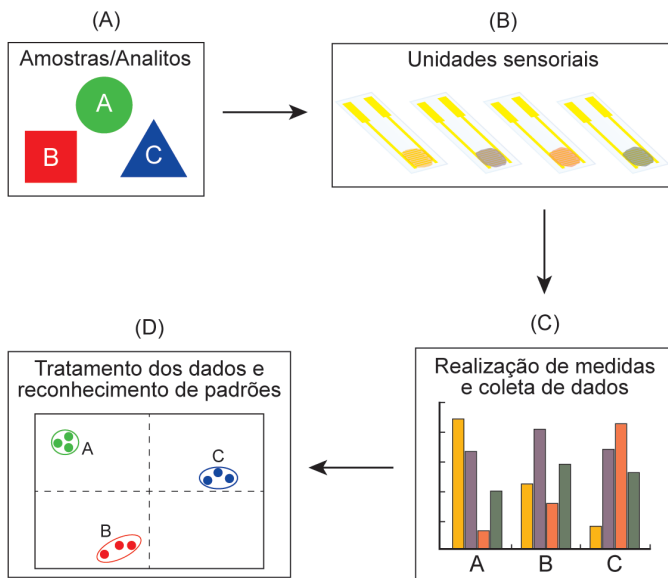 (A)
Amostras/Analitos
A
B
C
(B)
Unidades sensoriais
(C)
Realização de medidas
e coleta de dados
A B C
(D)
Tratamento dos dados e
reconhecimento de padrões
A
C
B